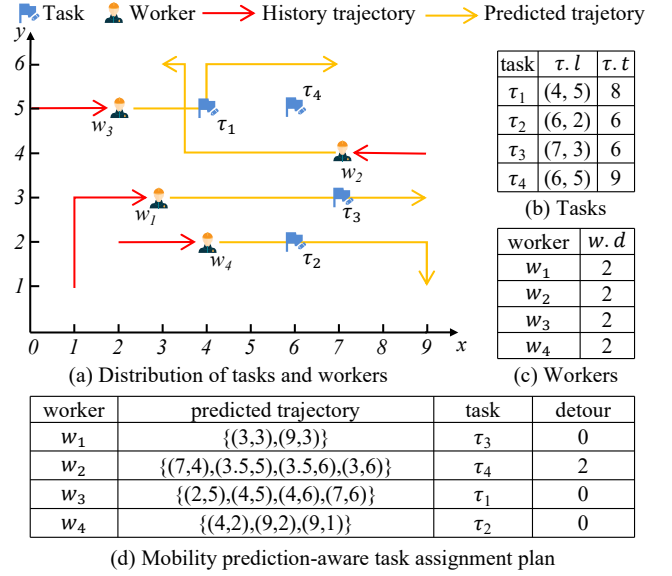 Task Worker History trajectory Predicted trajetory
y
6
5
4
3
2
1
w₃
τ₁
τ₄
w₂
w₁
τ₃
w₄
τ₂
0 1 2 3 4 5 6 7 8 9 x
(a) Distribution of tasks and workers
task τ.l τ.t
τ₁ (4, 5) 8
τ₂ (6, 2) 6
τ₃ (7, 3) 6
τ₄ (6, 5) 9
(b) Tasks
worker w.d
w₁ 2
w₂ 2
w₃ 2
w₄ 2
(c) Workers
worker predicted trajectory task detour
w₁ {(3,3),(9,3)} τ₃ 0
w₂ {(7,4),(3.5,5),(3.5,6),(3,6)} τ₄ 2
w₃ {(2,5),(4,5),(4,6),(7,6)} τ₁ 0
w₄ {(4,2),(9,2),(9,1)} τ₂ 0
(d) Mobility prediction-aware task assignment plan